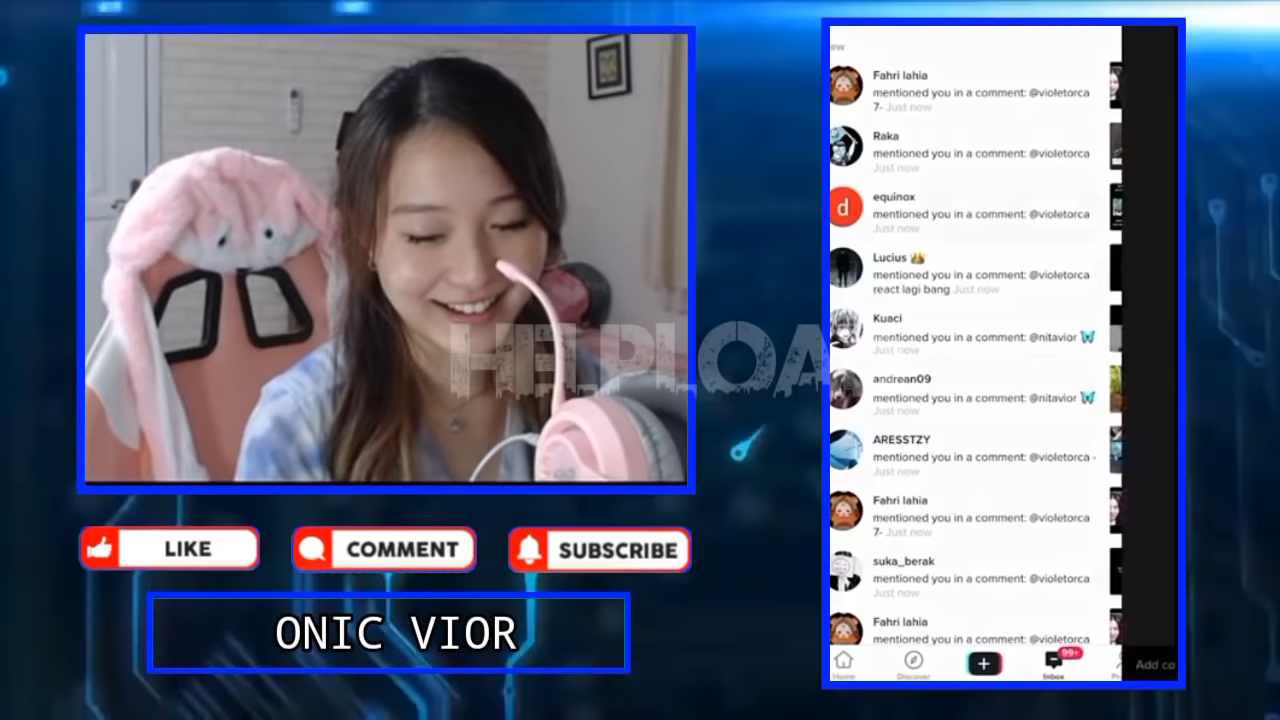 LIKE
COMMENT
SUBSCRIBE
ONIC VIOR
ew
Fahri lahia
mentioned you in a comment: @violetorca
7- Just now
Raka
mentioned you in a comment: @violetorca
Just now
equinox
mentioned you in a comment: @violetorca
Just now
d
Lucius 👑
mentioned you in a comment: @violetorca
react lagi bang Just now
Kuaci
mentioned you in a comment: @nitavior 🦋
Just now
andrean09
mentioned you in a comment: @nitavior 🦋
Just now
ARESSTZY
mentioned you in a comment: @violetorca -
Just now
Fahri lahia
mentioned you in a comment: @violetorca
7- Just now
suka_berak
mentioned you in a comment: @violetorca
Just now
Fahri lahia
mentioned you in a comment: @violetorca
99+
Home Discover Inbox
Add co